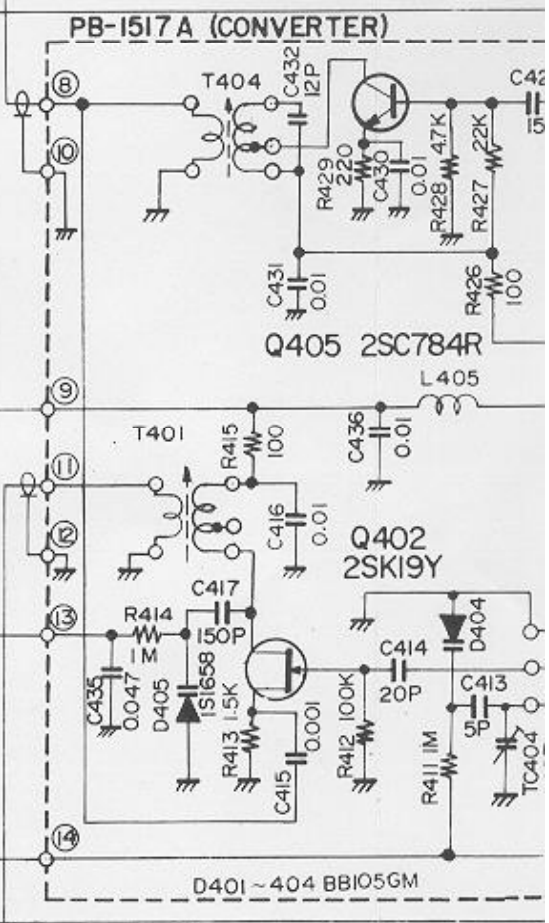 PB-1517A (CONVERTER)
8
T404
C432
12P
10
R429
220
C430
0.01
R428
4.7K
R427
22K
C42
15
C431
0.01
R426
100
Q405 2SC784R
9
L405
T401
R415
100
C436
0.01
11
C416
0.01
12
Q402
2SK19Y
C417
150P
13
R414
1M
D404
C435
0.047
D405
1S1658
R413 1.5K
C415
0.001
C414
20P
R412 100K
C413
5P
R411 1M
TC404
14
D401~404 BB105GM